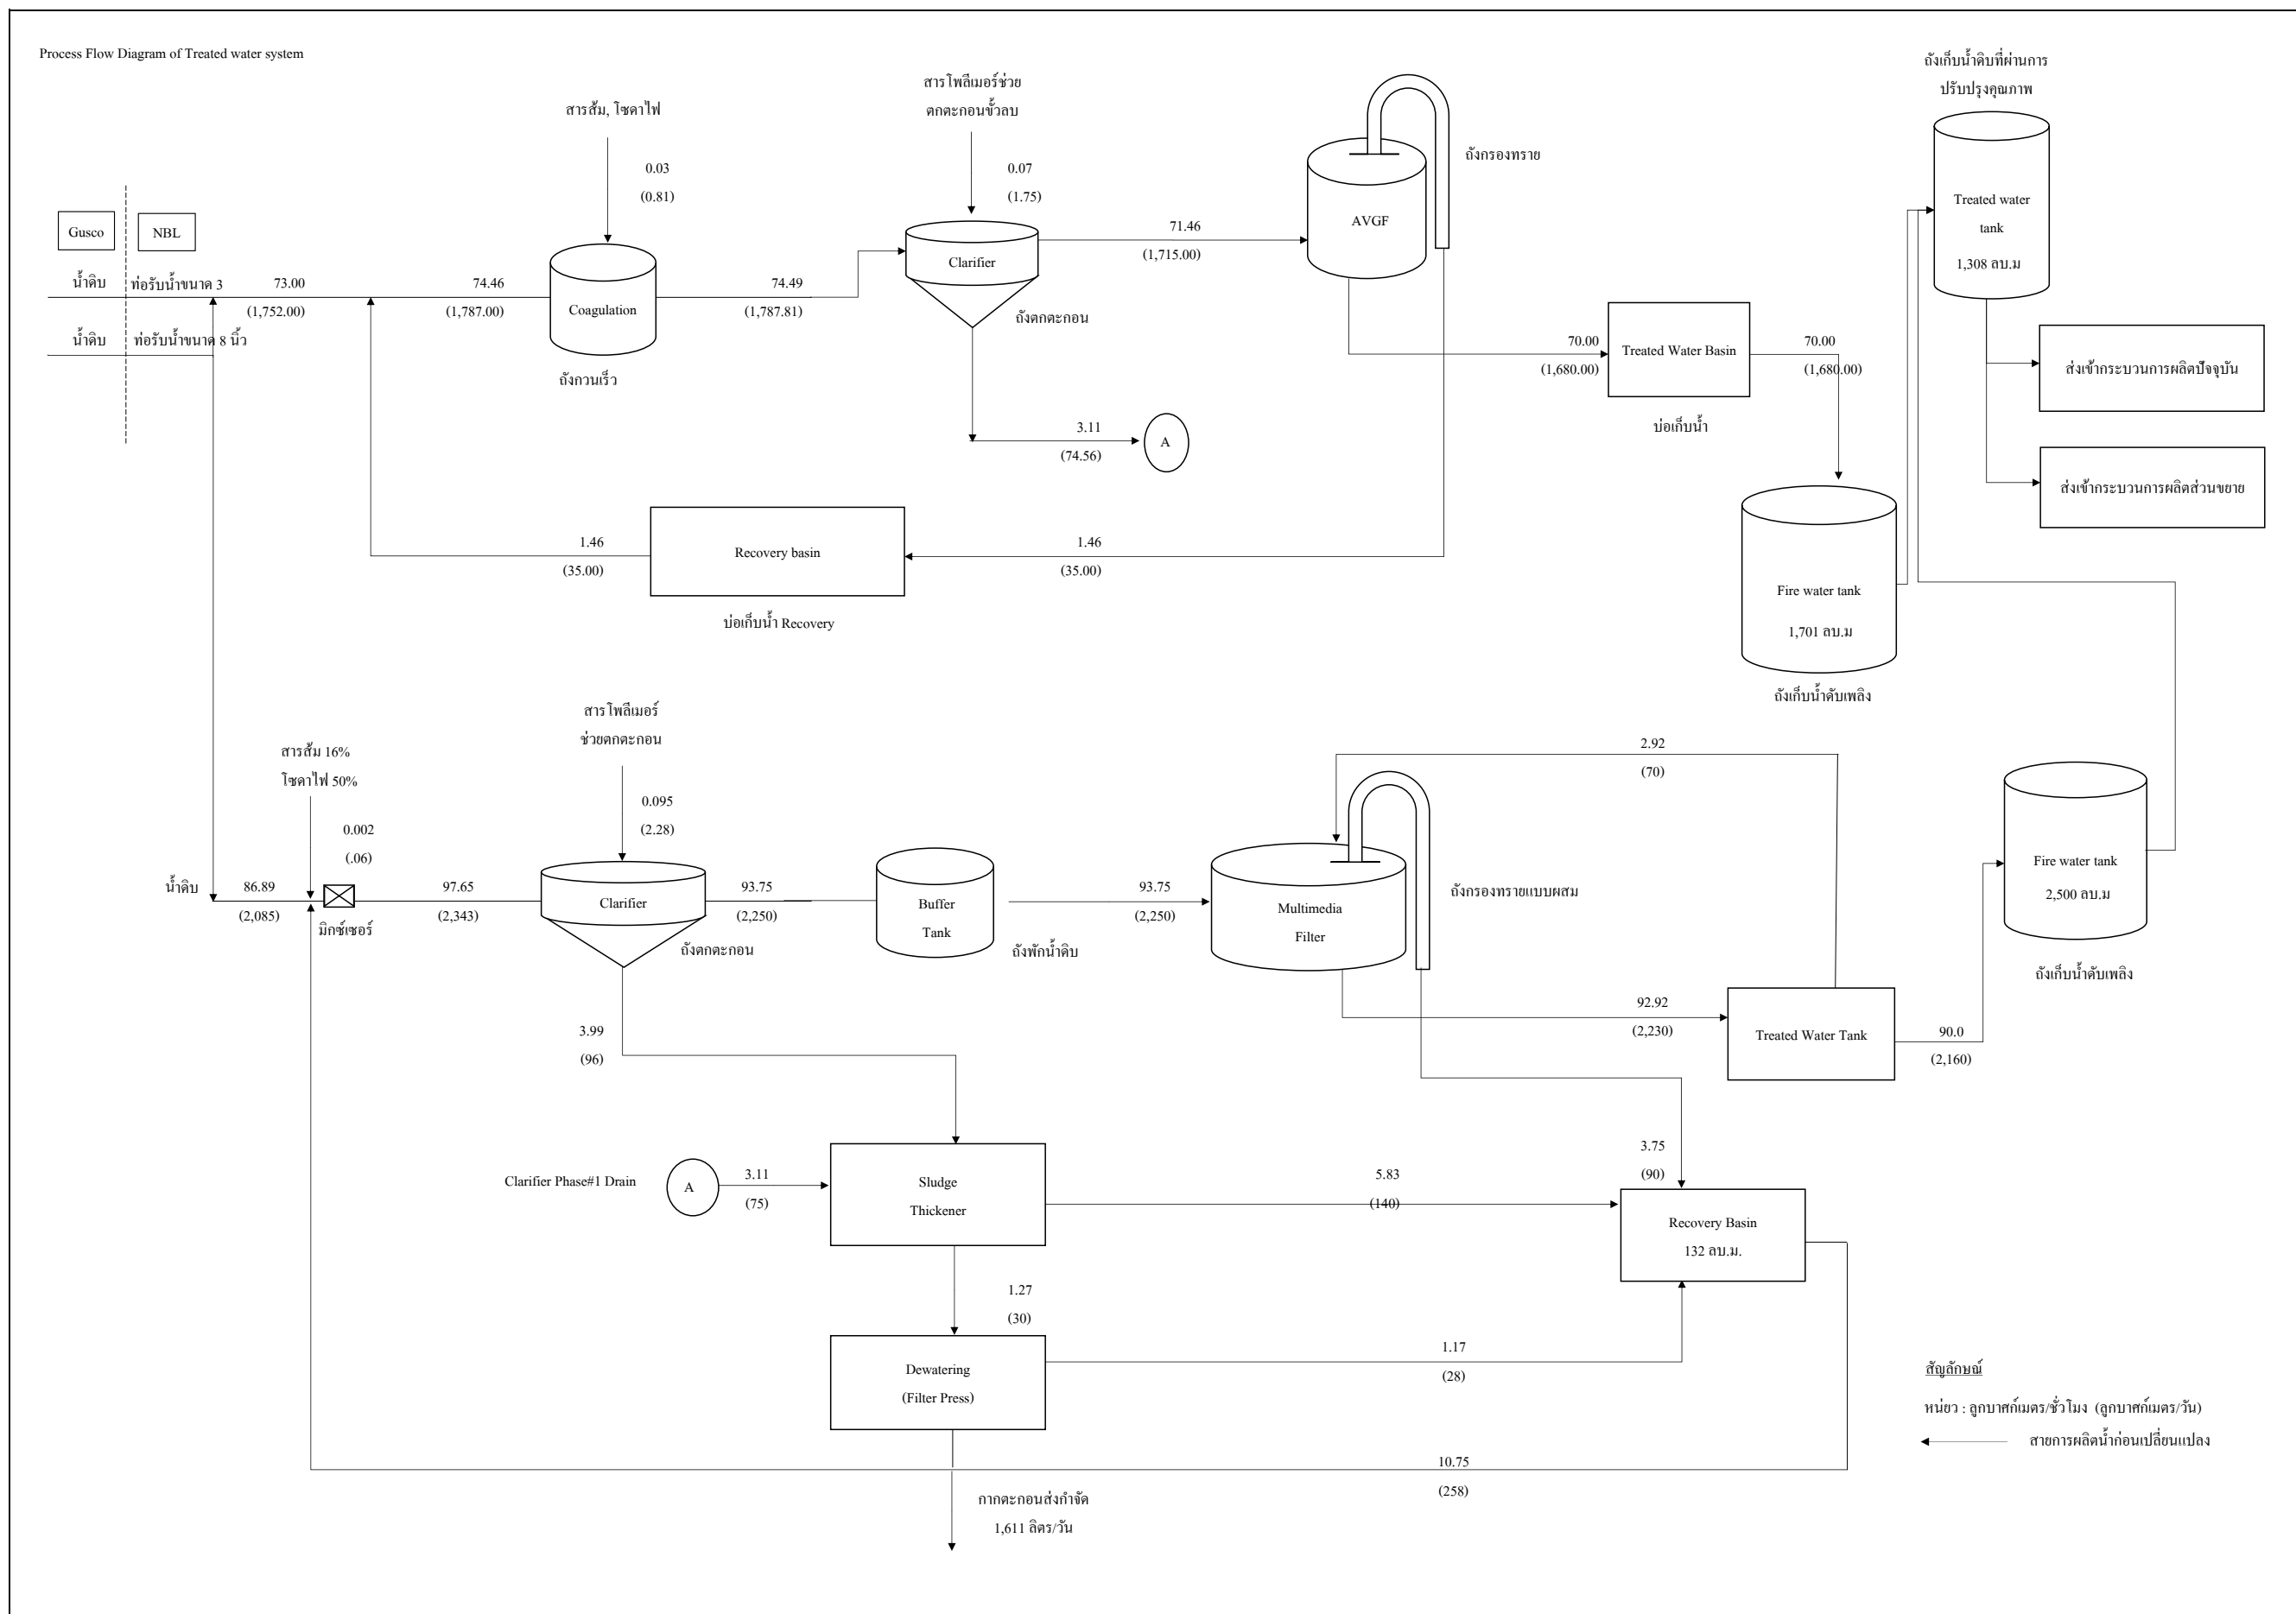 Process Flow Diagram of Treated water system
ถังเก็บน้ำดิบที่ผ่านการ
ปรับปรุงคุณภาพ
สารส้ม, โซดาไฟ
สารโพลีเมอร์ช่วย
ตกตะกอนขั้วลบ
0.03
(0.81)
0.07
(1.75)
ถังกรองทราย
AVGF
Treated water
tank
1,308 ลบ.ม
Gusco
NBL
น้ำดิบ
ท่อรับน้ำขนาด 3
73.00
(1,752.00)
74.46
(1,787.00)
Coagulation
ถังกวนเร็ว
74.49
(1,787.81)
Clarifier
ถังตกตะกอน
71.46
(1,715.00)
น้ำดิบ
ท่อรับน้ำขนาด 8 นิ้ว
70.00
(1,680.00)
Treated Water Basin
บ่อเก็บน้ำ
70.00
(1,680.00)
ส่งเข้ากระบวนการผลิตปัจจุบัน
ส่งเข้ากระบวนการผลิตส่วนขยาย
3.11
(74.56)
A
1.46
(35.00)
Recovery basin
บ่อเก็บน้ำ Recovery
1.46
(35.00)
Fire water tank
1,701 ลบ.ม
ถังเก็บน้ำดับเพลิง
สารส้ม 16%
โซดาไฟ 50%
สารโพลีเมอร์
ช่วยตกตะกอน
0.002
(.06)
0.095
(2.28)
2.92
(70)
น้ำดิบ
86.89
(2,085)
มิกซ์เซอร์
97.65
(2,343)
Clarifier
ถังตกตะกอน
93.75
(2,250)
Buffer
Tank
ถังพักน้ำดิบ
93.75
(2,250)
Multimedia
Filter
ถังกรองทรายแบบผสม
Fire water tank
2,500 ลบ.ม
ถังเก็บน้ำดับเพลิง
92.92
(2,230)
Treated Water Tank
90.0
(2,160)
3.99
(96)
Clarifier Phase#1 Drain
A
3.11
(75)
Sludge
Thickener
5.83
(140)
3.75
(90)
Recovery Basin
132 ลบ.ม.
1.27
(30)
Dewatering
(Filter Press)
1.17
(28)
10.75
(258)
กากตะกอนส่งกำจัด
1,611 ลิตร/วัน
สัญลักษณ์
หน่ยว : ลูกบาศก์เมตร/ชั่วโมง (ลูกบาศก์เมตร/วัน)
สายการผลิตน้ำก่อนเปลี่ยนแปลง